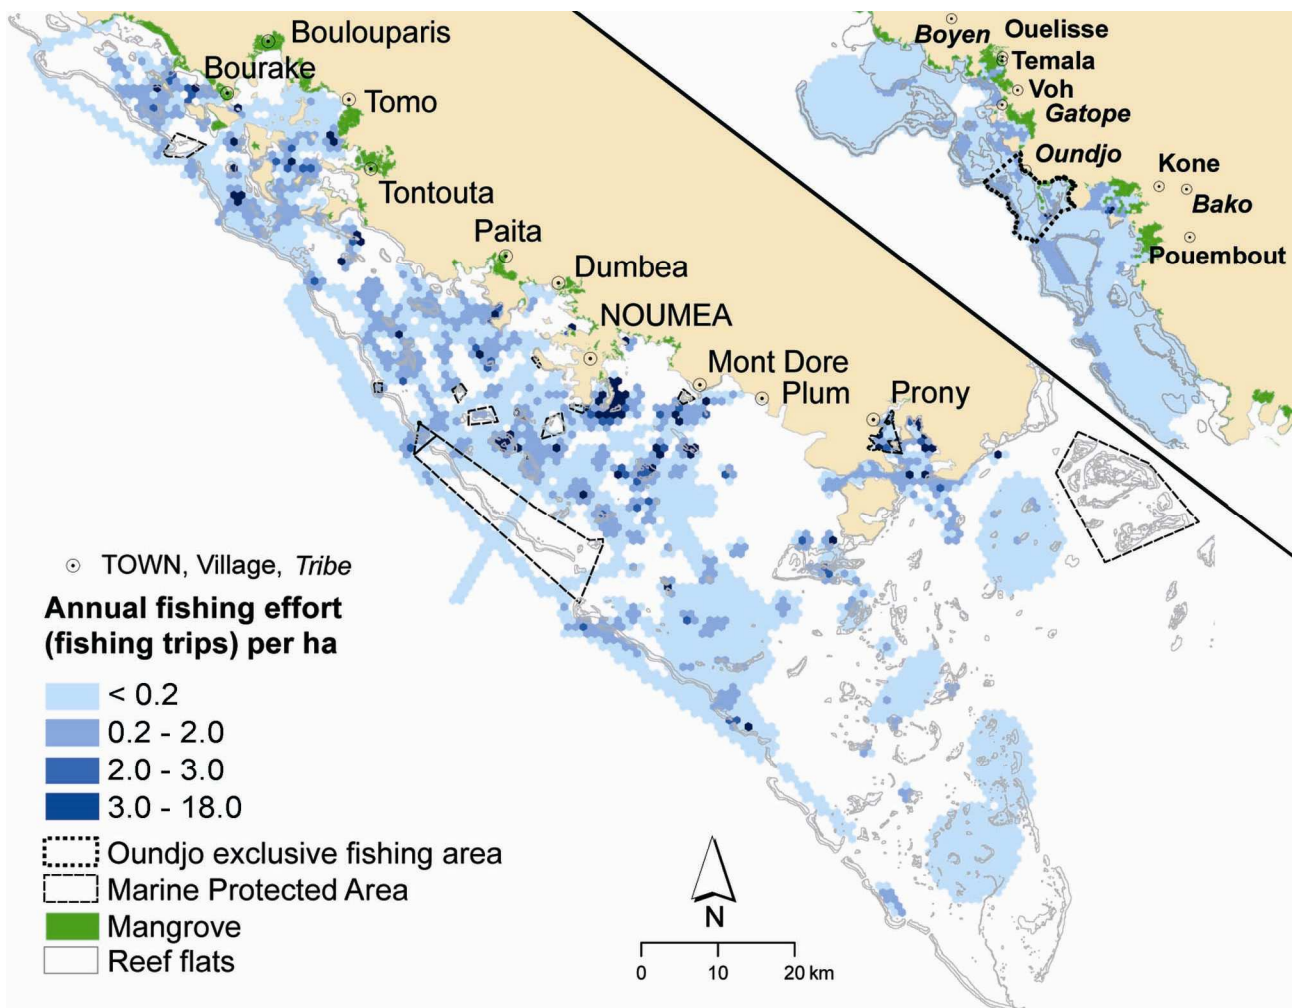 Boulouparis
Bourake
Tomo
Tontouta
Paita
Dumbea
NOUMEA
Mont Dore
Plum
Prony
Boyen
Ouelisse
Temala
Voh
Gatope
Oundjo
Kone
Bako
Pouembout
TOWN, Village, Tribe
Annual fishing effort
(fishing trips) per ha
< 0.2
0.2 - 2.0
2.0 - 3.0
3.0 - 18.0
Oundjo exclusive fishing area
Marine Protected Area
Mangrove
Reef flats
N
0 10 20 km